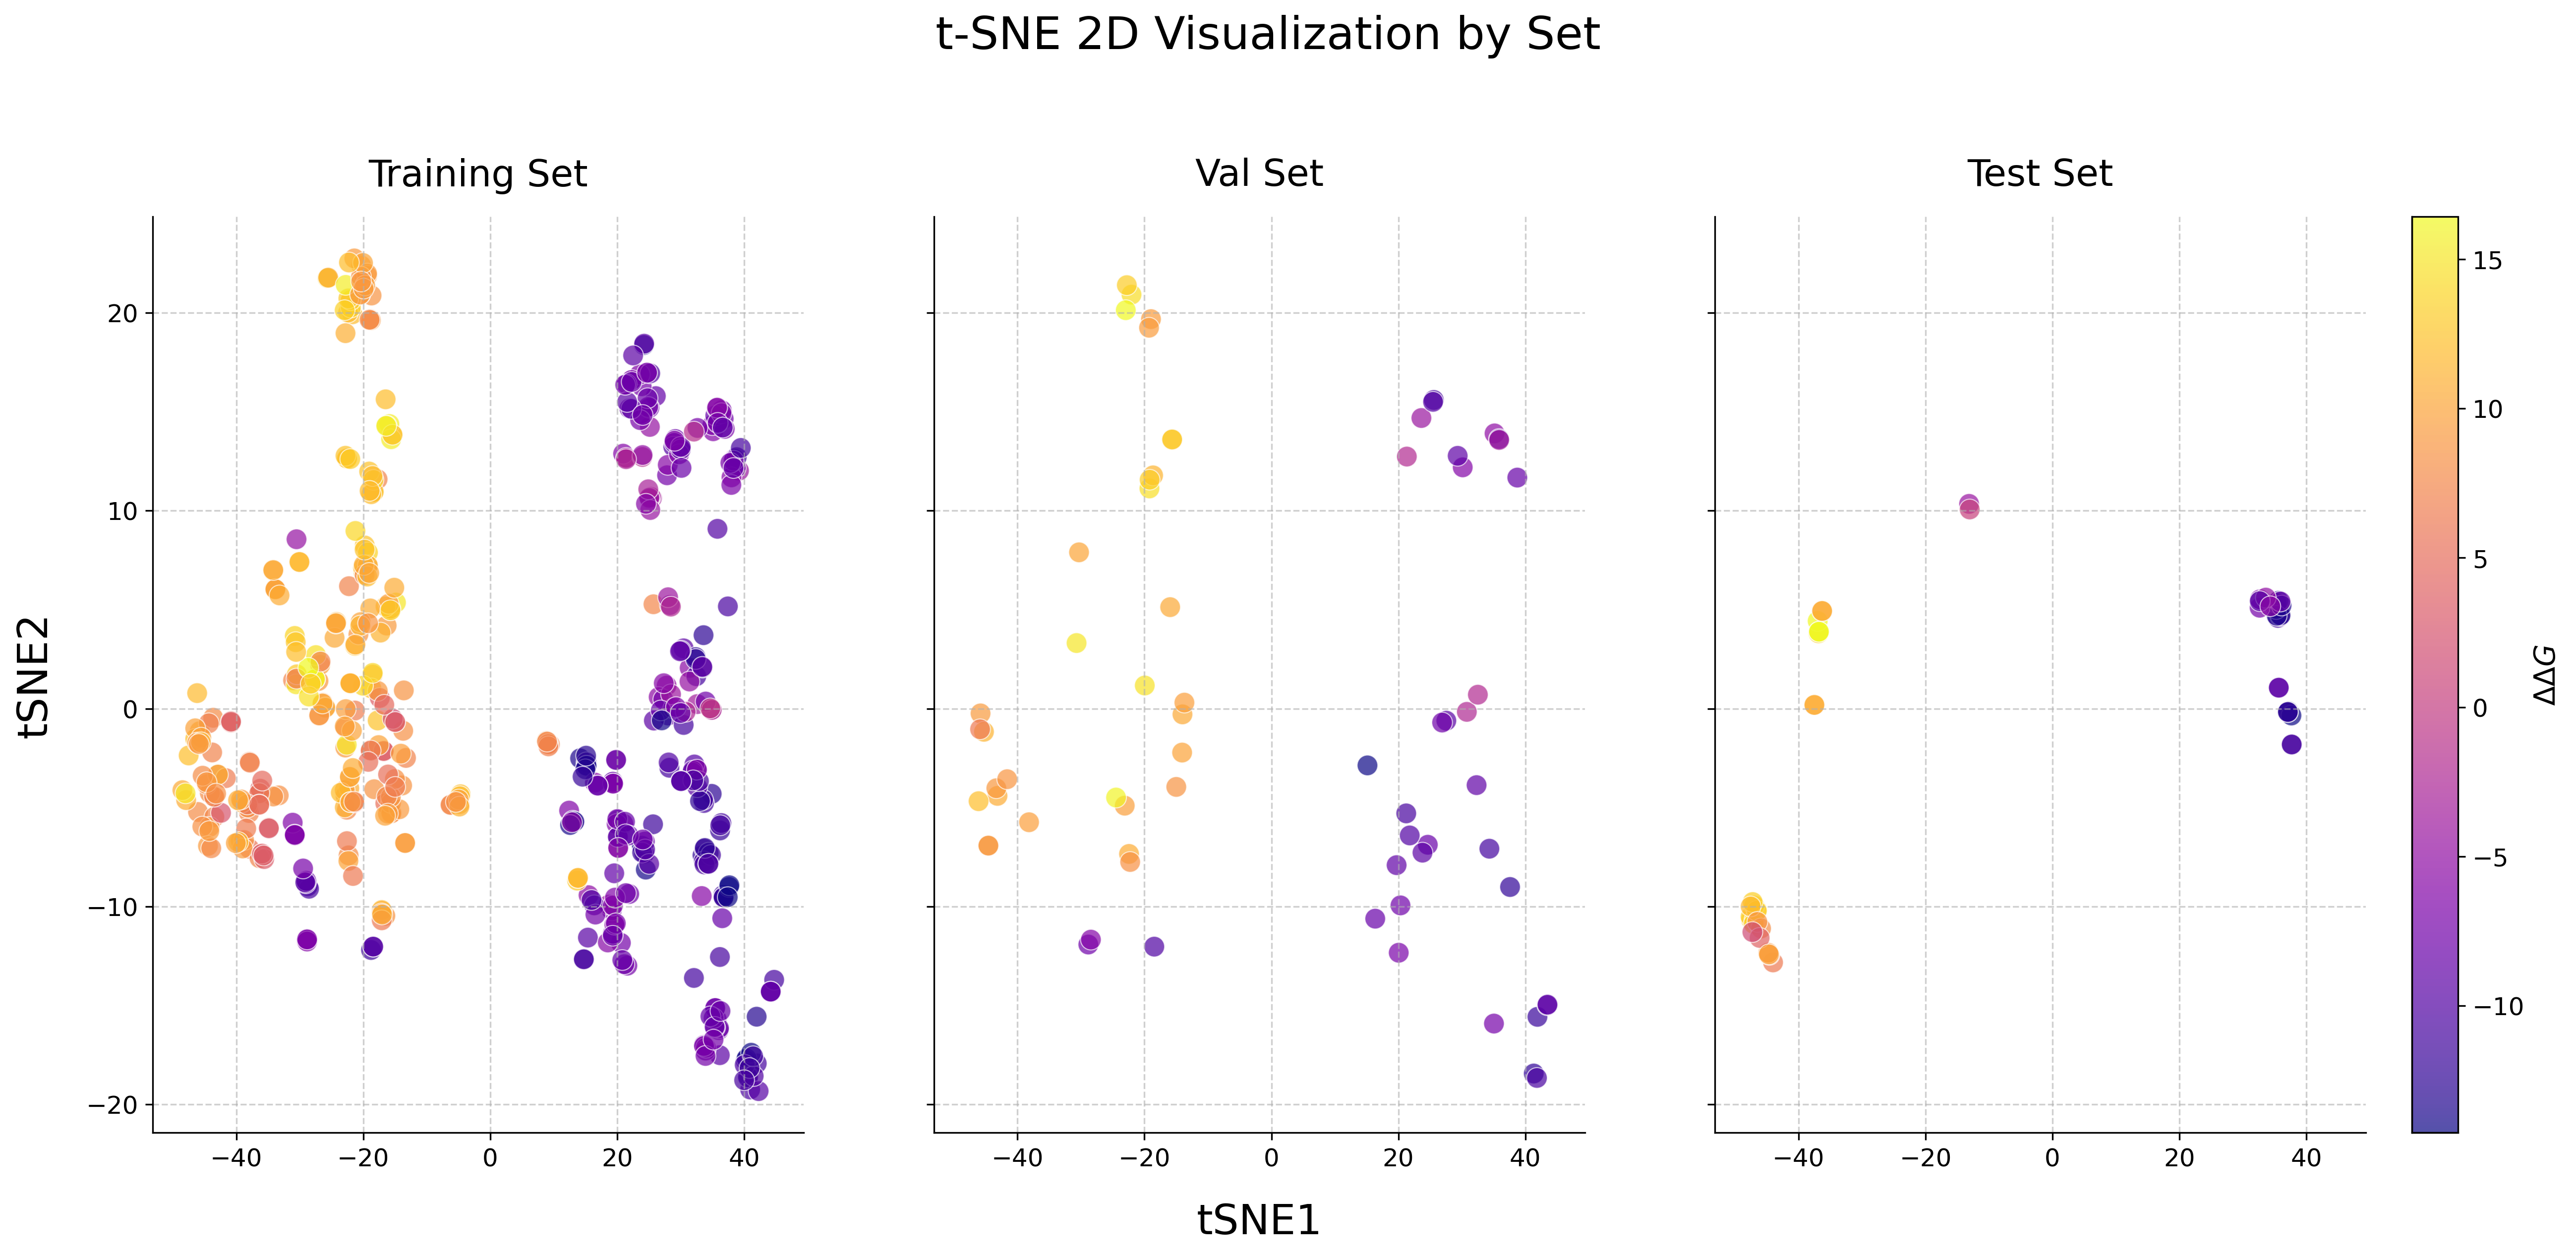 t-SNE 2D Visualization by Set
Training Set
Val Set
Test Set
tSNE2
20
10
0
−10
−20
−40 −20 0 20 40
−40 −20 0 20 40
−40 −20 0 20 40
tSNE1
15
10
5
0
−5
−10
ΔΔG